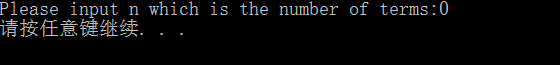 Please input n which is the number of terms:0
请按任意键继续. . .